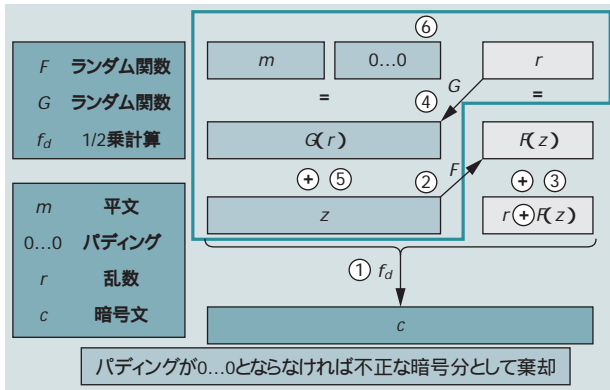 F ランダム関数
G ランダム関数
f_d 1/2乗計算
m 平文
0…0 パディング
r 乱数
c 暗号文
⑥
m 0…0 r
= G =
④
G(r) F(z)
+ ⑤ ② F + ③
z r+F(z)
① f_d
c
パディングが0…0とならなければ不正な暗号分として棄却